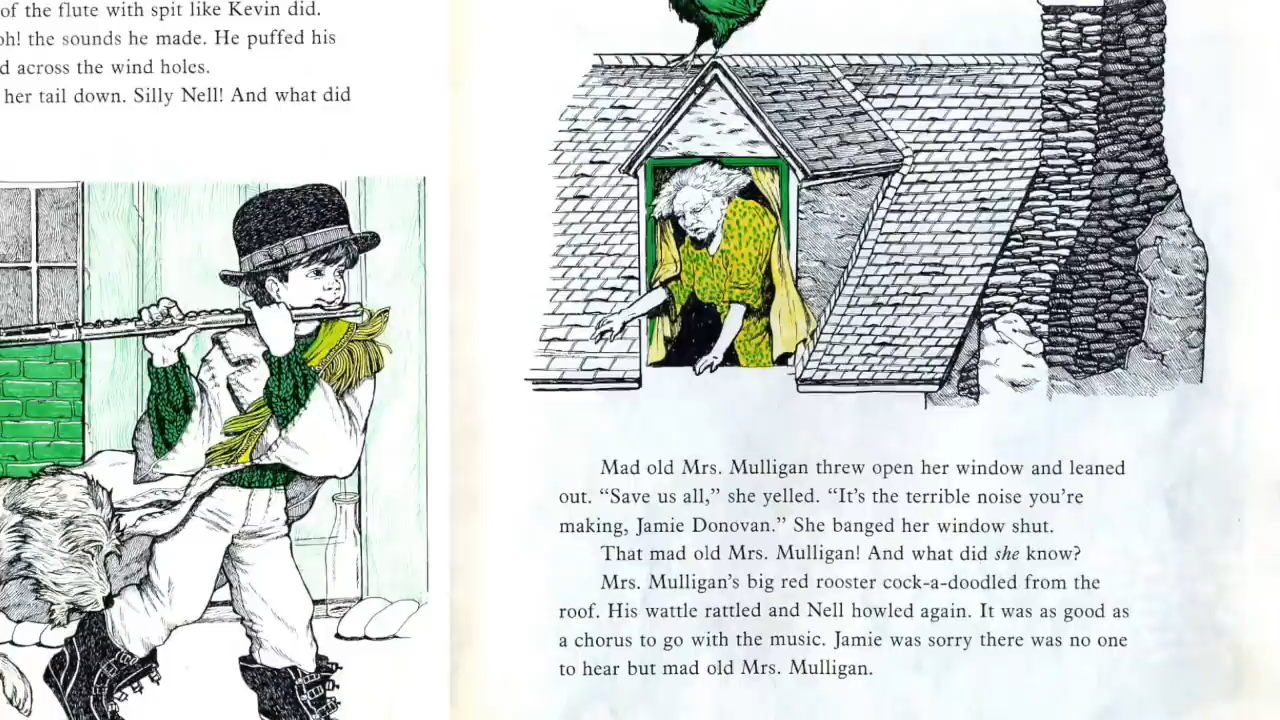 of the flute with spit like Kevin did.
oh! the sounds he made. He puffed his
d across the wind holes.
her tail down. Silly Nell! And what did
Mad old Mrs. Mulligan threw open her window and leaned
out. “Save us all,” she yelled. “It’s the terrible noise you’re
making, Jamie Donovan.” She banged her window shut.
That mad old Mrs. Mulligan! And what did she know?
Mrs. Mulligan’s big red rooster cock-a-doodled from the
roof. His wattle rattled and Nell howled again. It was as good as
a chorus to go with the music. Jamie was sorry there was no one
to hear but mad old Mrs. Mulligan.